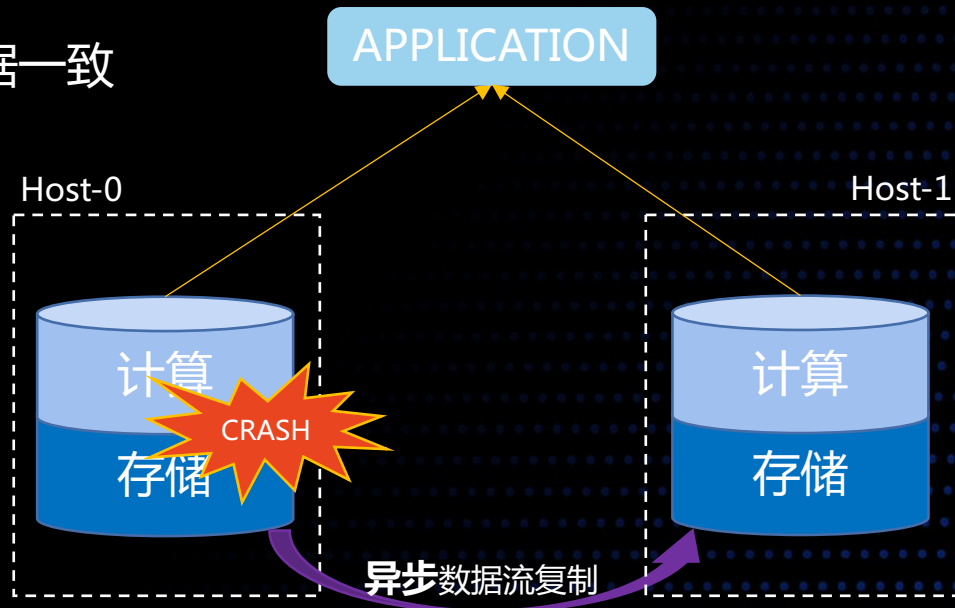 APPLICATION
据一致
Host-0
Host-1
计算
计算
CRASH
存储
存储
异步数据流复制